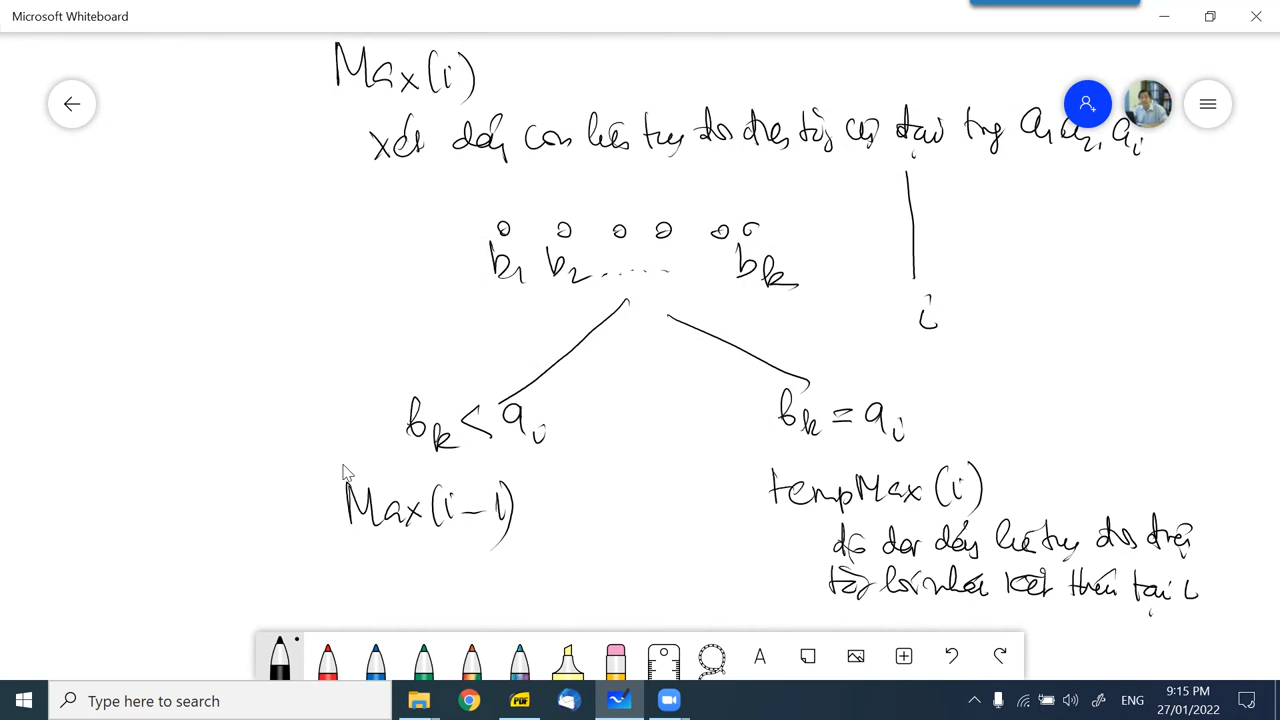 Microsoft Whiteboard
Max(i)
xét dãy con liên tục đơn điệu tăng cực đại trg a1 a2, ai
b1 b2 ..... bk
i
bk < ai
bk = ai
Max(i-1)
tempMax(i)
độ dài dãy liên tục đơn điệu
tăng lớn nhất kết thúc tại i
A
Type here to search
PDF
ENG
9:15 PM
27/01/2022